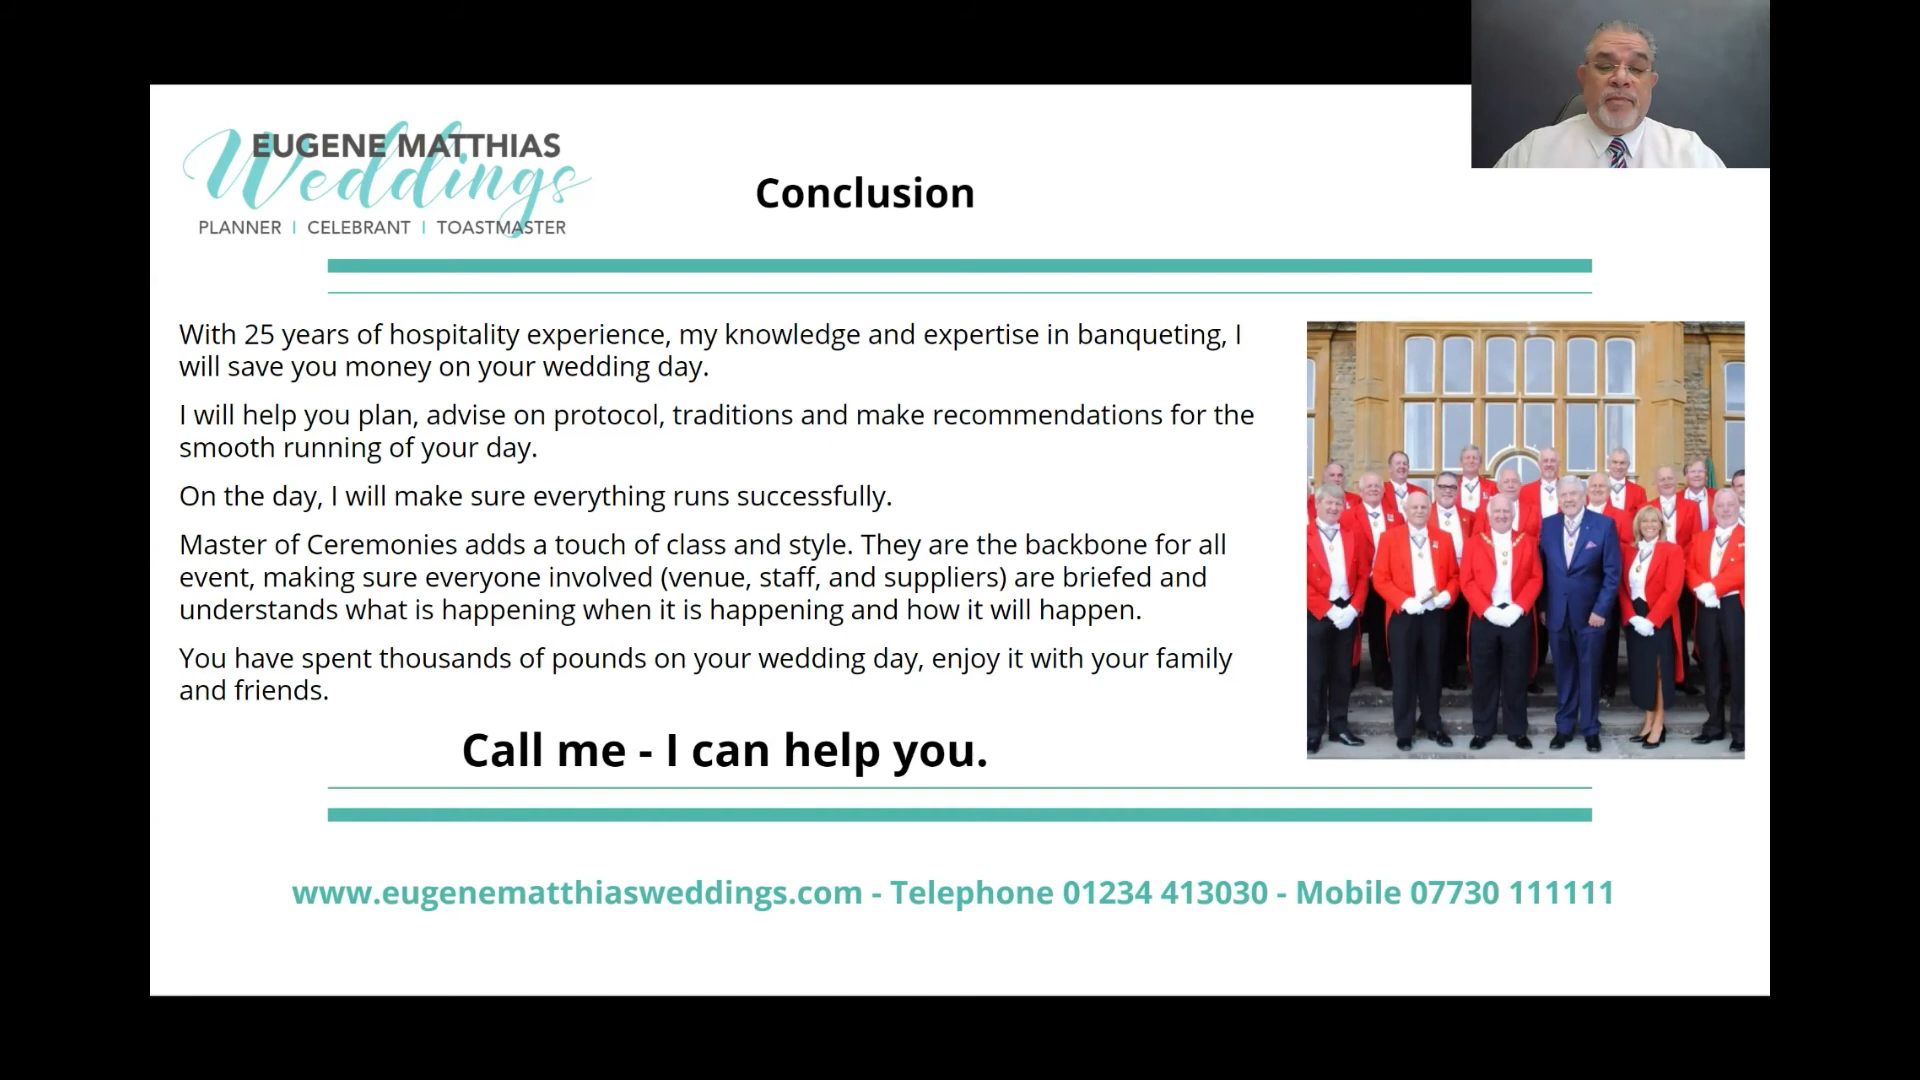 EUGENE MATTHIAS
Weddings
PLANNER | CELEBRANT | TOASTMASTER
Conclusion
With 25 years of hospitality experience, my knowledge and expertise in banqueting, I
will save you money on your wedding day.
I will help you plan, advise on protocol, traditions and make recommendations for the
smooth running of your day.
On the day, I will make sure everything runs successfully.
Master of Ceremonies adds a touch of class and style. They are the backbone for all
event, making sure everyone involved (venue, staff, and suppliers) are briefed and
understands what is happening when it is happening and how it will happen.
You have spent thousands of pounds on your wedding day, enjoy it with your family
and friends.
Call me - I can help you.
www.eugenematthiasweddings.com - Telephone 01234 413030 - Mobile 07730 111111